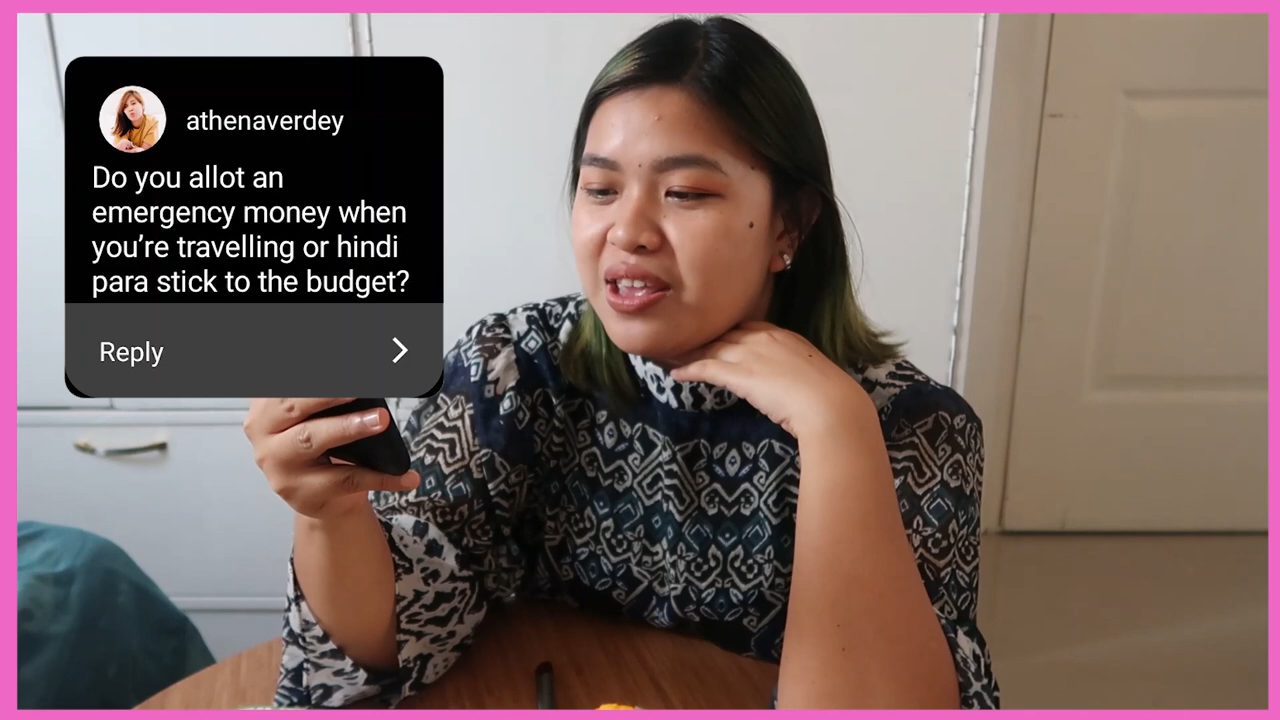 athenaverdey
Do you allot an
emergency money when
you’re travelling or hindi
para stick to the budget?
Reply